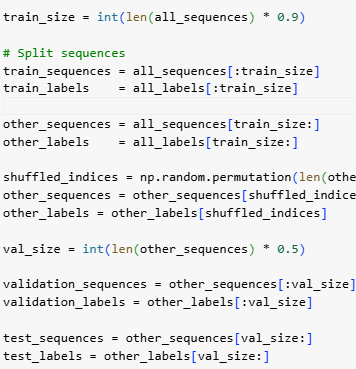 train_size = int(len(all_sequences) * 0.9)
# Split sequences
train_sequences = all_sequences[:train_size]
train_labels    = all_labels[:train_size]
other_sequences = all_sequences[train_size:]
other_labels    = all_labels[train_size:]
shuffled_indices = np.random.permutation(len(othe
other_sequences = other_sequences[shuffled_indice
other_labels = other_labels[shuffled_indices]
val_size = int(len(other_sequences) * 0.5)
validation_sequences = other_sequences[:val_size]
validation_labels = other_labels[:val_size]
test_sequences = other_sequences[val_size:]
test_labels = other_labels[val_size:]